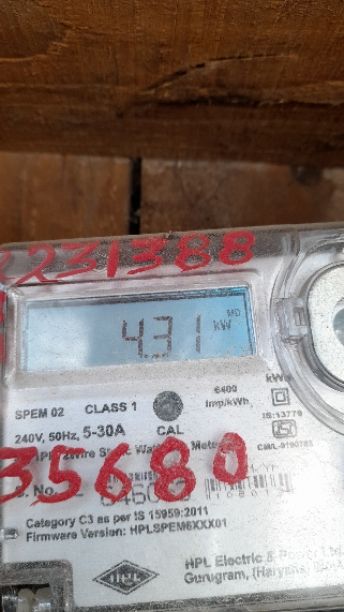 2231388
MD
4.31 kW
6400
imp/kWh
kWh
SPEM 02 CLASS 1
IS:13779
240V, 50Hz, 5-30A CAL
CM/L-9190785
35680
Category C3 as per IS 15959:2011
Firmware Version: HPLSPEM6XXX01
HPL HPL Electric & Power Ltd.
Gurugram, (Haryana)